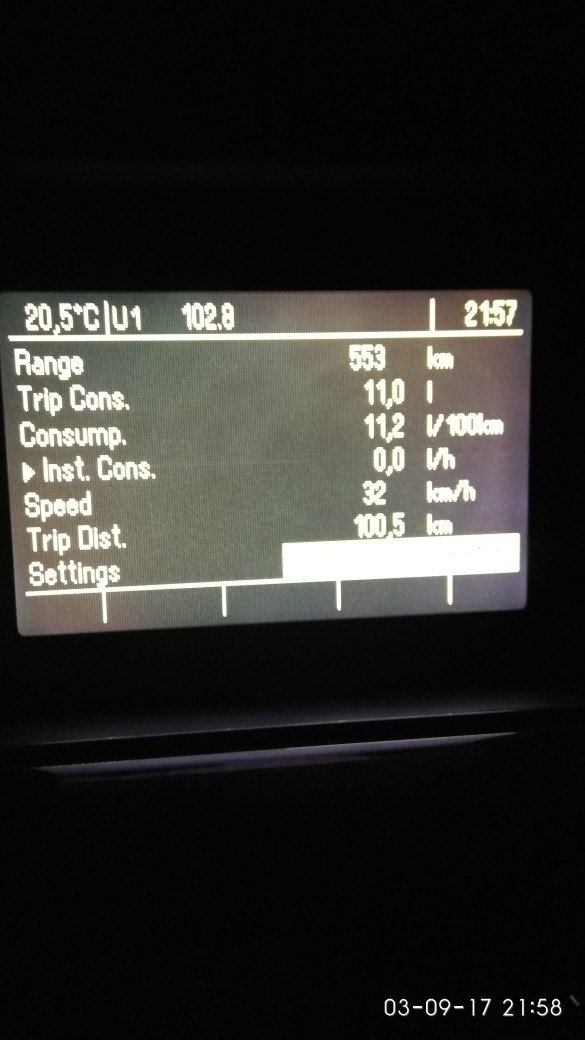 20,5°C|U1 102.8 21:57
Range 553 km
Trip Cons. 11,0 l
Consump. 11,2 l/100km
▶ Inst. Cons. 0,0 l/h
Speed 32 km/h
Trip Dist. 100,5 km
Settings
03-09-17 21:58